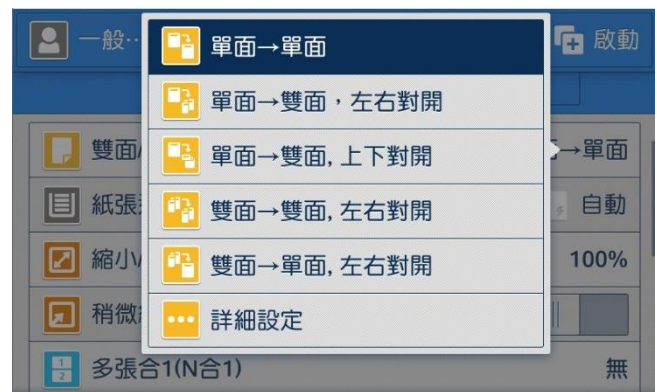 一般··
啟動
單面→單面
單面→雙面，左右對開
單面→雙面, 上下對開
雙面→雙面, 左右對開
雙面→單面, 左右對開
詳細設定
雙面/
→單面
紙張
自動
縮小/
100%
稍微
多張合1(N合1)
無